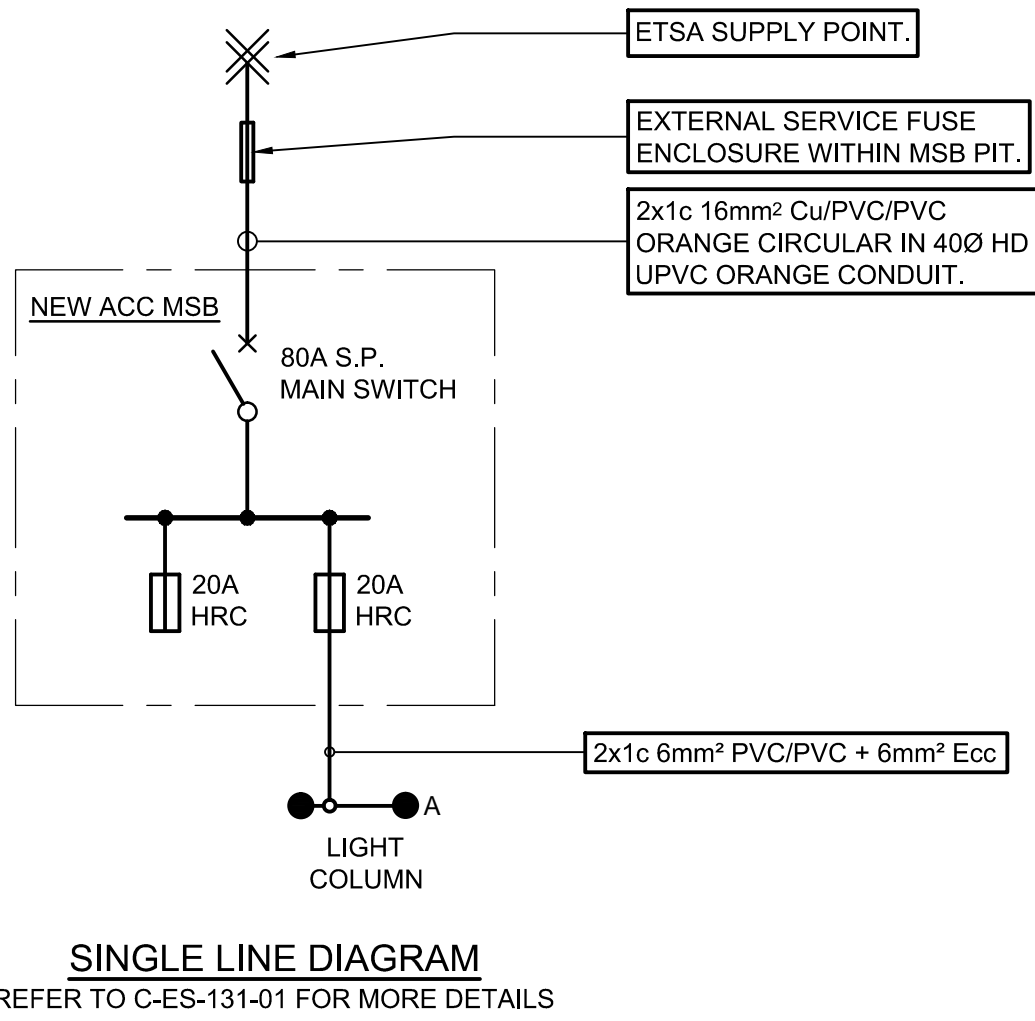 ETSA SUPPLY POINT.
EXTERNAL SERVICE FUSE
ENCLOSURE WITHIN MSB PIT.
2x1c 16mm² Cu/PVC/PVC
ORANGE CIRCULAR IN 40Ø HD
UPVC ORANGE CONDUIT.
NEW ACC MSB
80A S.P.
MAIN SWITCH
20A
HRC
20A
HRC
2x1c 6mm² PVC/PVC + 6mm² Ecc
A
LIGHT
COLUMN
SINGLE LINE DIAGRAM
REFER TO C-ES-131-01 FOR MORE DETAILS